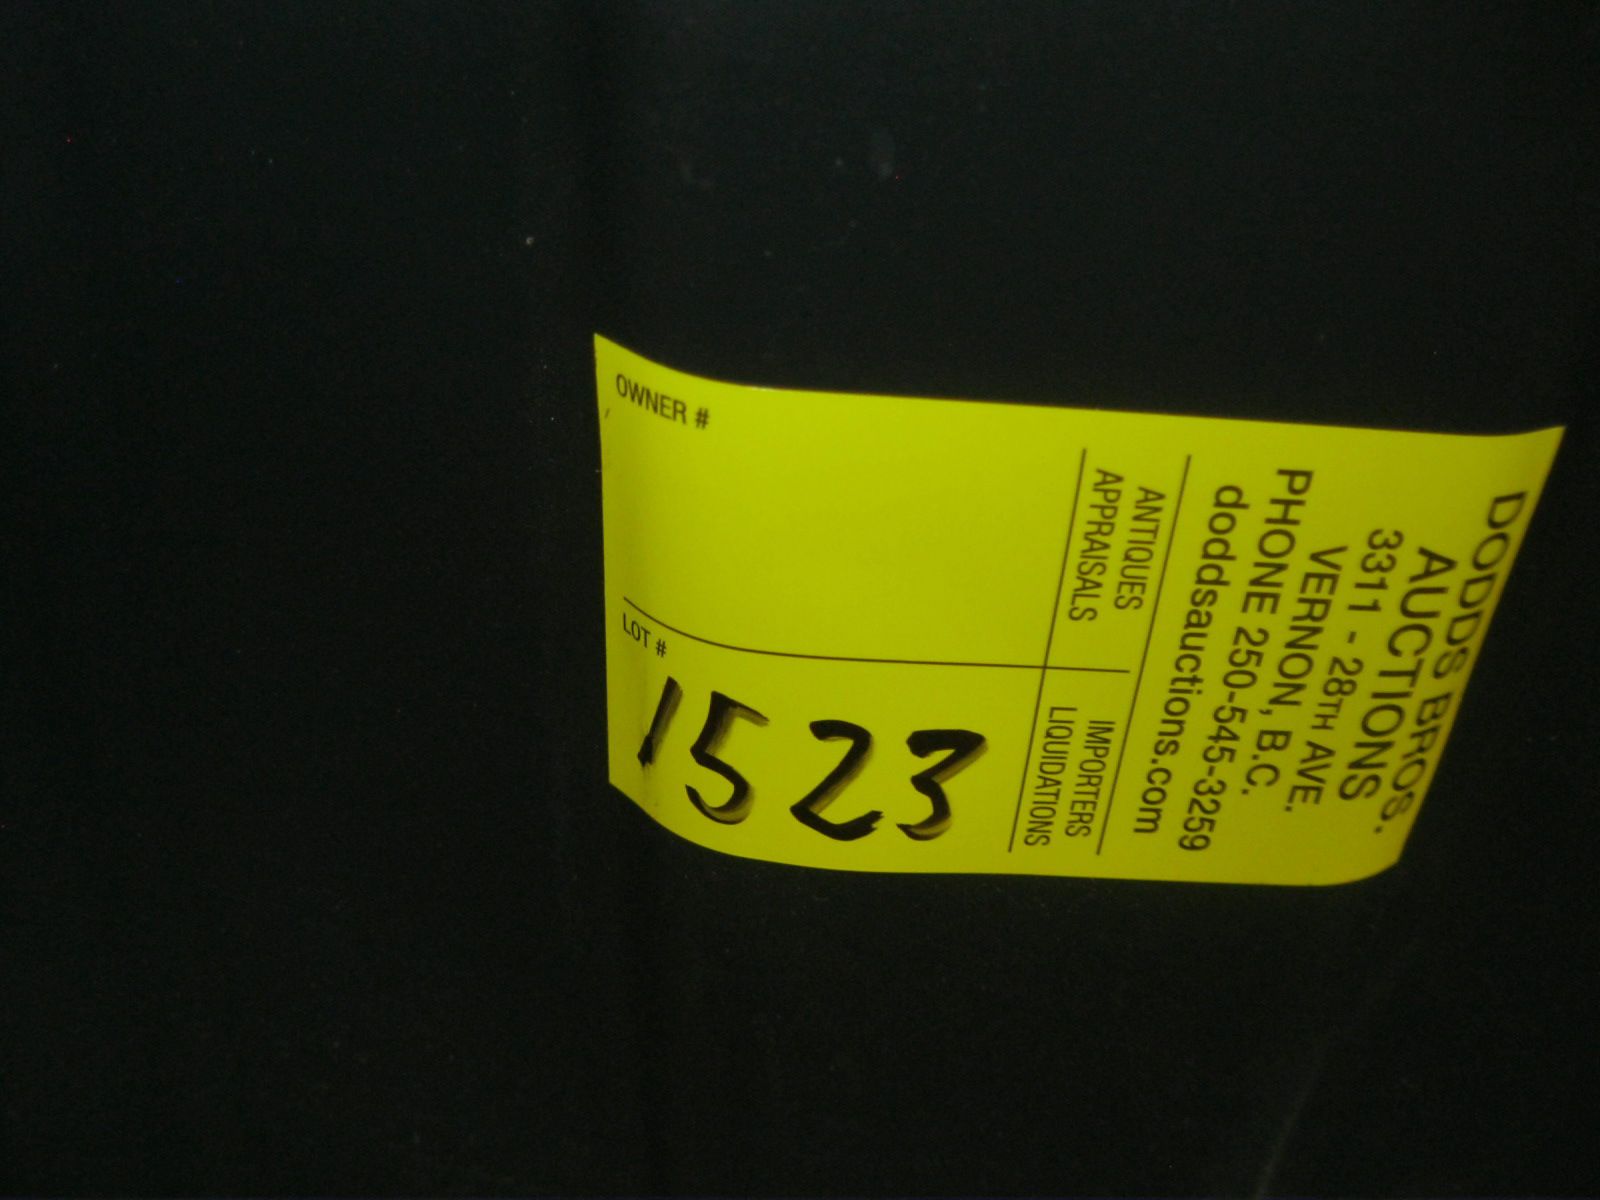 DODDS BROS.
AUCTIONS
3311 - 28TH AVE.
VERNON, B.C.
PHONE 250-545-3259
doddsauctions.com
ANTIQUES
APPRAISALS
IMPORTERS
LIQUIDATIONS
OWNER #
LOT #
1523